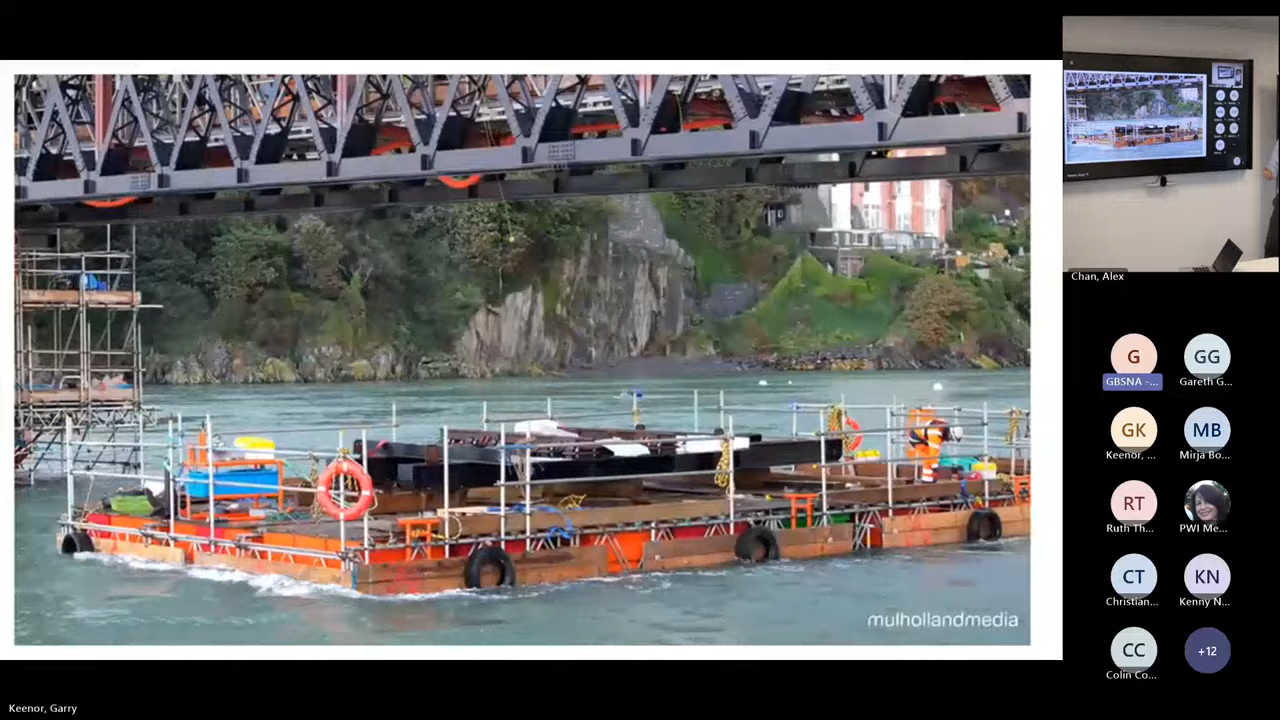 mulhollandmedia
Chan, Alex
G
GG
GBSNA -...
Gareth G...
GK
MB
Keenor, ...
Mirja Bo...
RT
Ruth Th...
PWI Me...
CT
KN
Christian...
Kenny N...
CC
+12
Colin Co...
Keenor, Garry